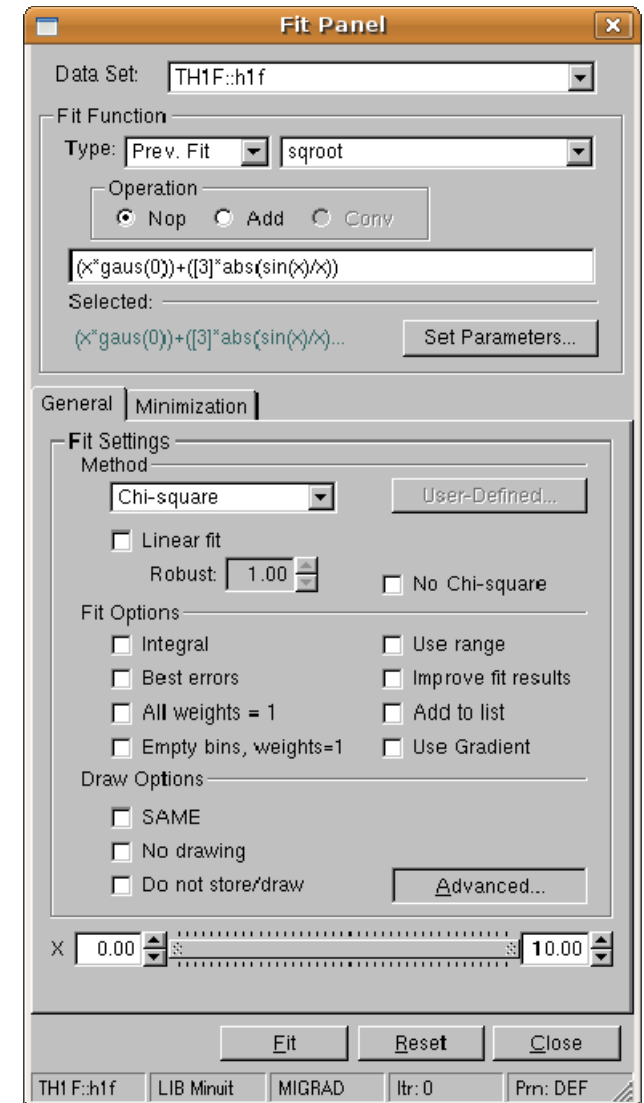 Fit Panel
Data Set: TH1F::h1f
Fit Function
Type: Prev. Fit sqroot
Operation
Nop Add Conv
(x*gaus(0))+([3]*abs(sin(x)/x))
Selected:
(x*gaus(0))+([3]*abs(sin(x)/x)... Set Parameters...
General Minimization
Fit Settings
Method
Chi-square User-Defined...
Linear fit
Robust: 1.00 No Chi-square
Fit Options
Integral Use range
Best errors Improve fit results
All weights = 1 Add to list
Empty bins, weights=1 Use Gradient
Draw Options
SAME
No drawing
Do not store/draw Advanced...
X 0.00 10.00
Fit Reset Close
TH1F::h1f LIB Minuit MIGRAD Itr: 0 Prn: DEF